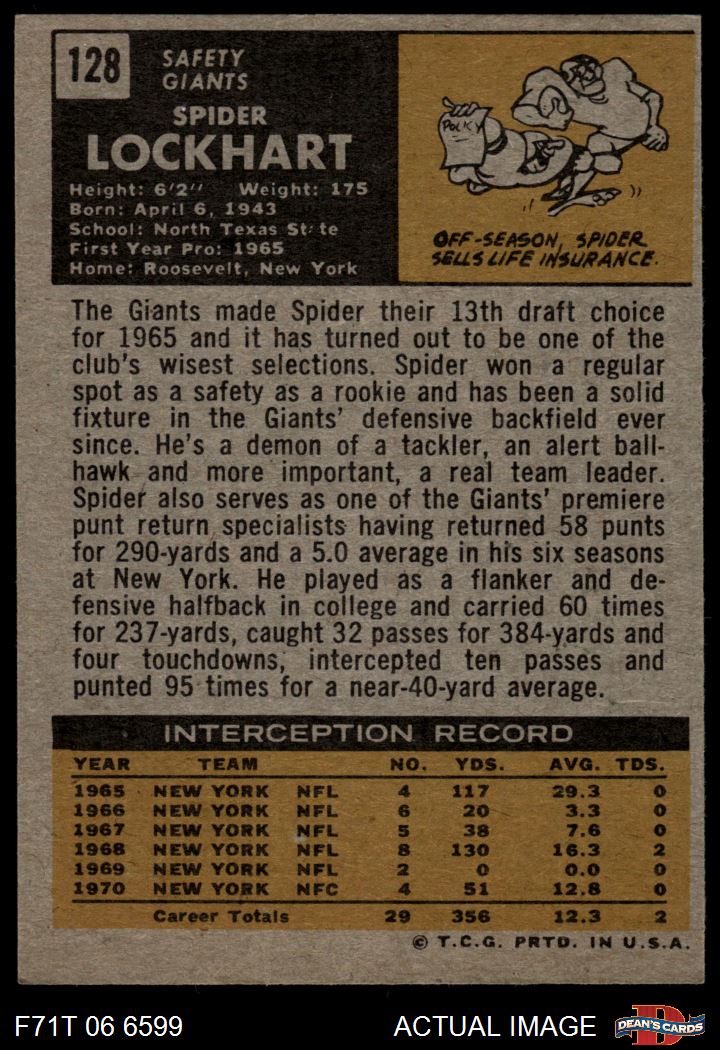 128
SAFETY
GIANTS
SPIDER
LOCKHART
Height: 6'2" Weight: 175
Born: April 6, 1943
School: North Texas State
First Year Pro: 1965
Home: Roosevelt, New York
POLICY
OFF-SEASON, SPIDER
SELLS LIFE INSURANCE.
The Giants made Spider their 13th draft choice
for 1965 and it has turned out to be one of the
club's wisest selections. Spider won a regular
spot as a safety as a rookie and has been a solid
fixture in the Giants' defensive backfield ever
since. He's a demon of a tackler, an alert ball-
hawk and more important, a real team leader.
Spider also serves as one of the Giants' premiere
punt return specialists having returned 58 punts
for 290-yards and a 5.0 average in his six seasons
at New York. He played as a flanker and de-
fensive halfback in college and carried 60 times
for 237-yards, caught 32 passes for 384-yards and
four touchdowns, intercepted ten passes and
punted 95 times for a near-40-yard average.
INTERCEPTION RECORD
YEAR TEAM NO. YDS. AVG. TDS.
1965 NEW YORK NFL 4 117 29.3 0
1966 NEW YORK NFL 6 20 3.3 0
1967 NEW YORK NFL 5 38 7.6 0
1968 NEW YORK NFL 8 130 16.3 2
1969 NEW YORK NFL 2 0 0.0 0
1970 NEW YORK NFC 4 51 12.8 0
Career Totals 29 356 12.3 2
© T.C.G. PRTD. IN U.S.A.
F71T 06 6599 ACTUAL IMAGE DEAN'S CARDS